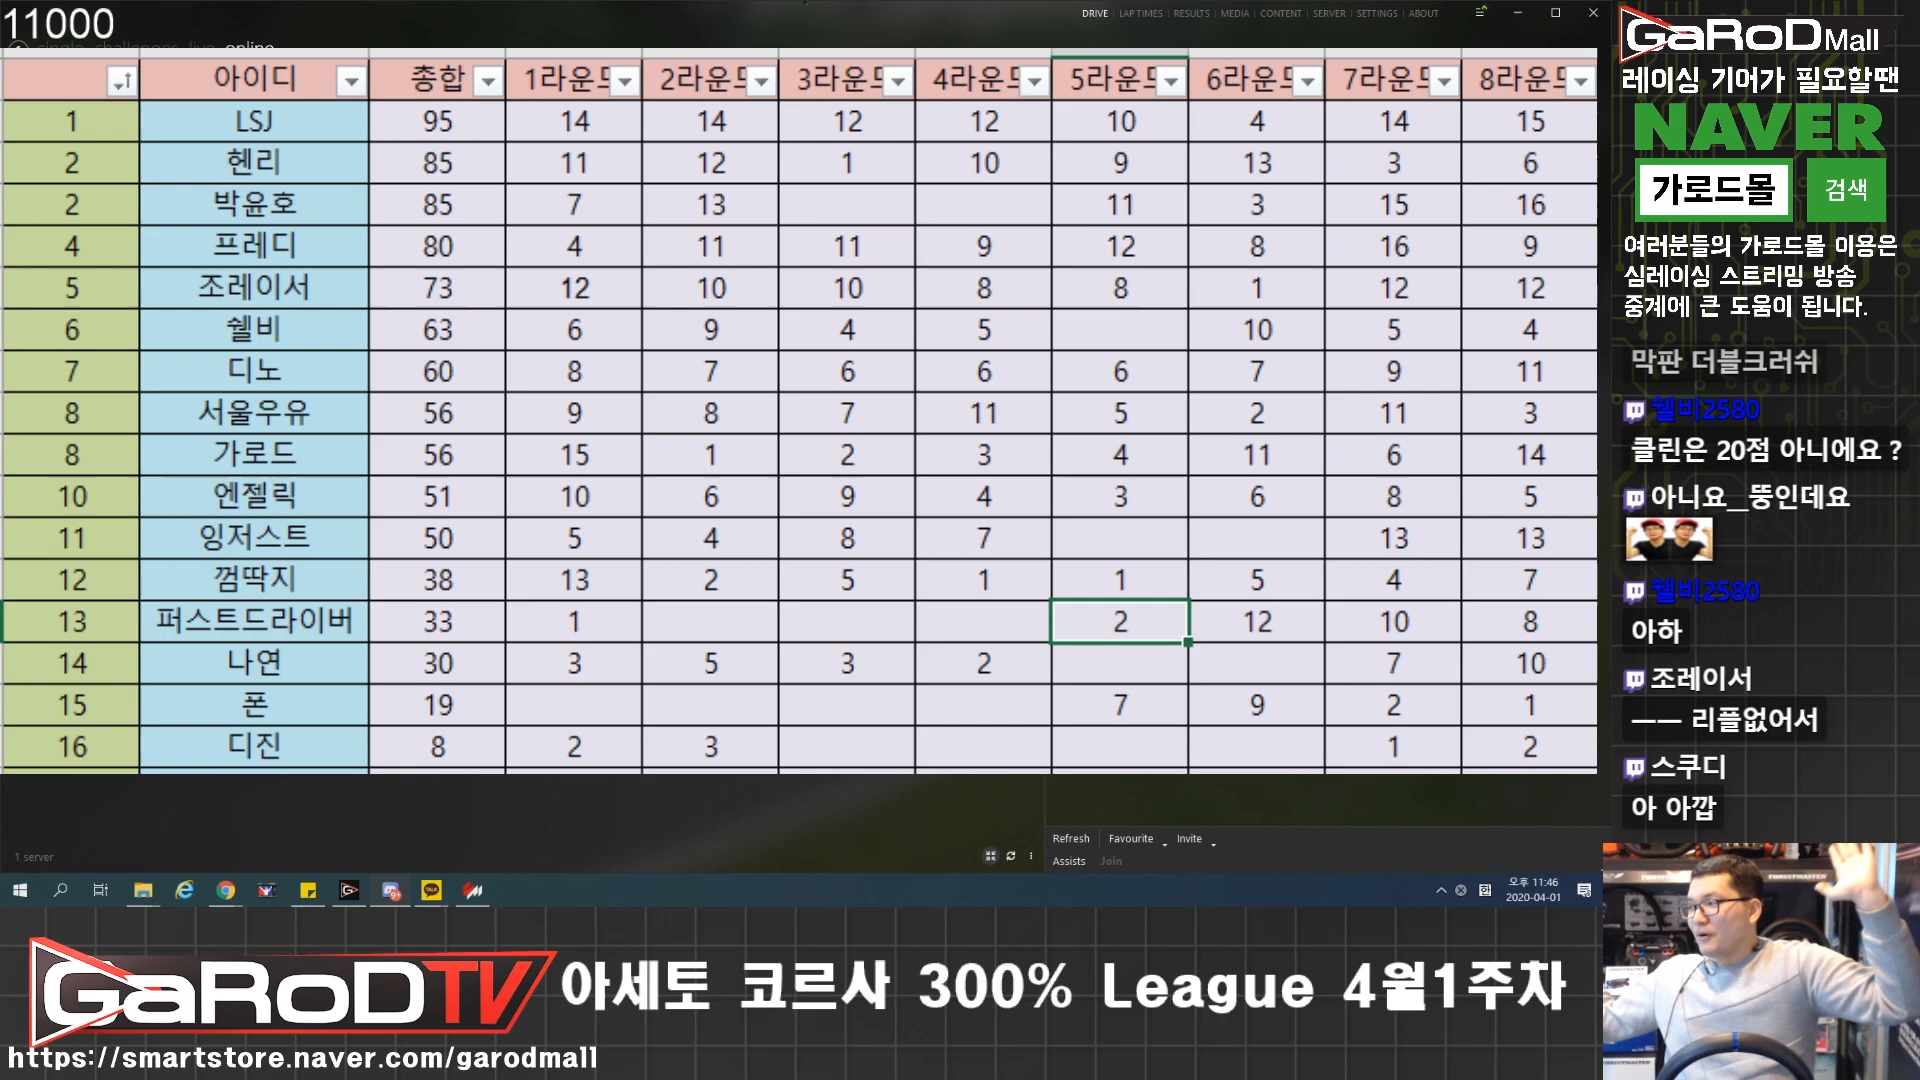 11000
DRIVE LAP TIMES RESULTS MEDIA CONTENT SERVER SETTINGS ABOUT
single challenges live online
아이디 총합 1라운드 2라운드 3라운드 4라운드 5라운드 6라운드 7라운드 8라운드
1 LSJ 95 14 14 12 12 10 4 14 15
2 헨리 85 11 12 1 10 9 13 3 6
2 박윤호 85 7 13 11 3 15 16
4 프레디 80 4 11 11 9 12 8 16 9
5 조레이서 73 12 10 10 8 8 1 12 12
6 쉘비 63 6 9 4 5 10 5 4
7 디노 60 8 7 6 6 6 7 9 11
8 서울우유 56 9 8 7 11 5 2 11 3
8 가로드 56 15 1 2 3 4 11 6 14
10 엔젤릭 51 10 6 9 4 3 6 8 5
11 잉저스트 50 5 4 8 7 13 13
12 껌딱지 38 13 2 5 1 1 5 4 7
13 퍼스트드라이버 33 1 2 12 10 8
14 나연 30 3 5 3 2 7 10
15 폰 19 7 9 2 1
16 디진 8 2 3 1 2
1 server
Refresh Favourite Invite
Assists Join
오후 11:46
2020-04-01
GaRoDMall
레이싱 기어가 필요할땐
NAVER
가로드몰 검색
여러분들의 가로드몰 이용은
심레이싱 스트리밍 방송
중계에 큰 도움이 됩니다.
막판 더블크러쉬
쉘비2580
클린은 20점 아니에요 ?
아니요__뚱인데요
쉘비2580
아하
조레이서
ㅡㅡ 리플없어서
스쿠디
아 아깝
THRUSTMASTER
GaRoDTV 아세토 코르사 300% League 4월1주차
https://smartstore.naver.com/garodmall